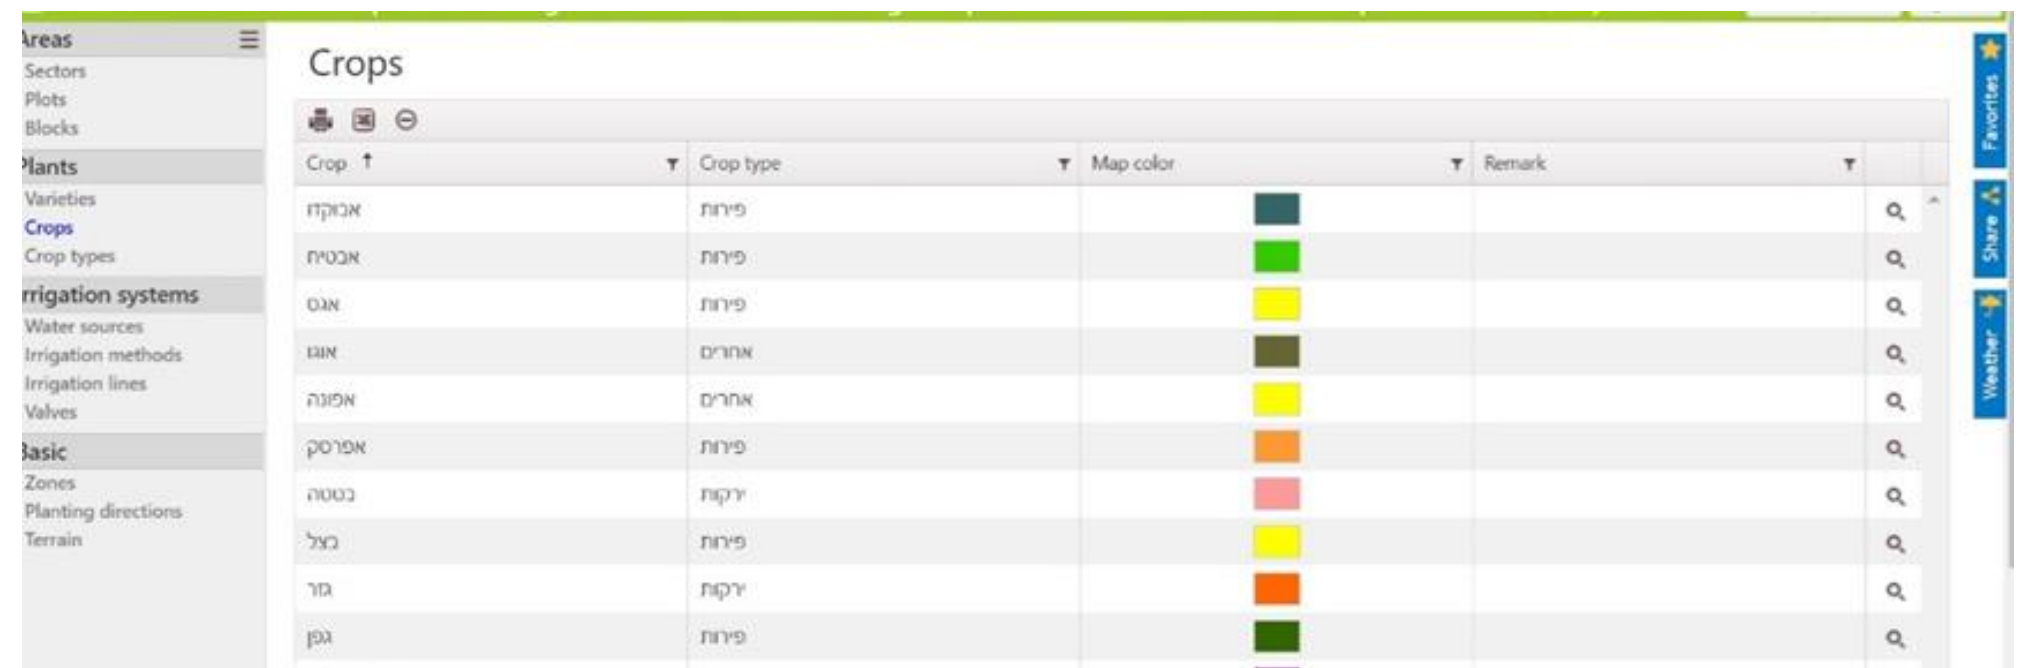 Areas
Sectors
Plots
Blocks
Plants
Varieties
Crops
Crop types
Irrigation systems
Water sources
Irrigation methods
Irrigation lines
Valves
Basic
Zones
Planting directions
Terrain
Crops
Crop ↑ Crop type Map color Remark
אבוקדו פירות
אבטיח פירות
אגס פירות
אוגו אחרים
אפונה אחרים
אפרסק פירות
בטטה ירקות
בצל פירות
גזר ירקות
גפן פירות
Favorites
Share
Weather